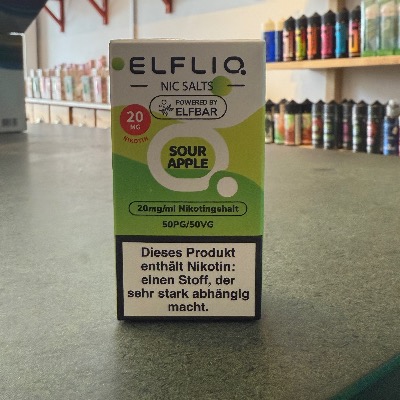 ELFLIQ
NIC SALTS
POWERED BY
ELFBAR
20
MG
NIKOTIN
SOUR
APPLE
20mg/ml Nikotingehalt
50PG/50VG
Dieses Produkt
enthält Nikotin:
einen Stoff, der
sehr stark abhängig
macht.